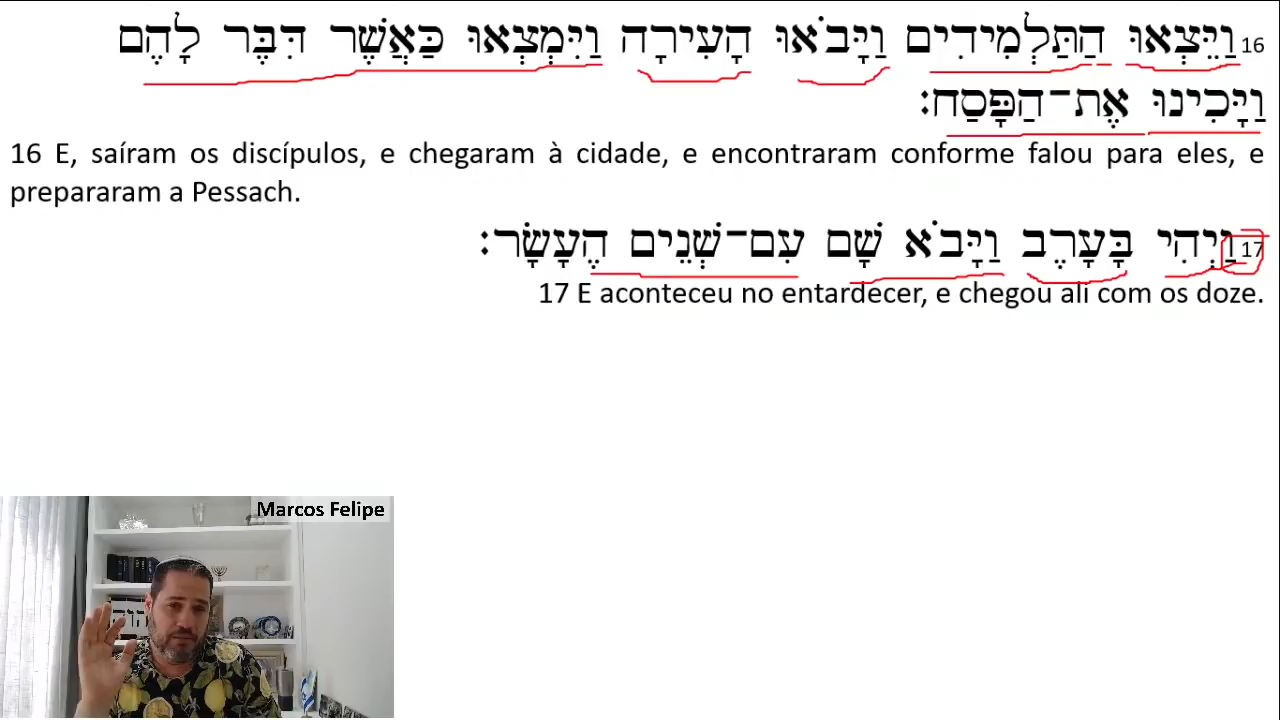 16 וַיֵּצְאוּ הַתַּלְמִידִים וַיָּבֹאוּ הָעִירָה וַיִּמְצְאוּ כַּאֲשֶׁר דִּבֶּר לָהֶם
וַיָּכִינוּ אֶת־הַפָּסַח׃
16 E, saíram os discípulos, e chegaram à cidade, e encontraram conforme falou para eles, e
prepararam a Pessach.
17 וַיְהִי בָּעָרֶב וַיָּבֹא שָׁם עִם־שְׁנֵים הֶעָשָׂר׃
17 E aconteceu no entardecer, e chegou ali com os doze.
Marcos Felipe